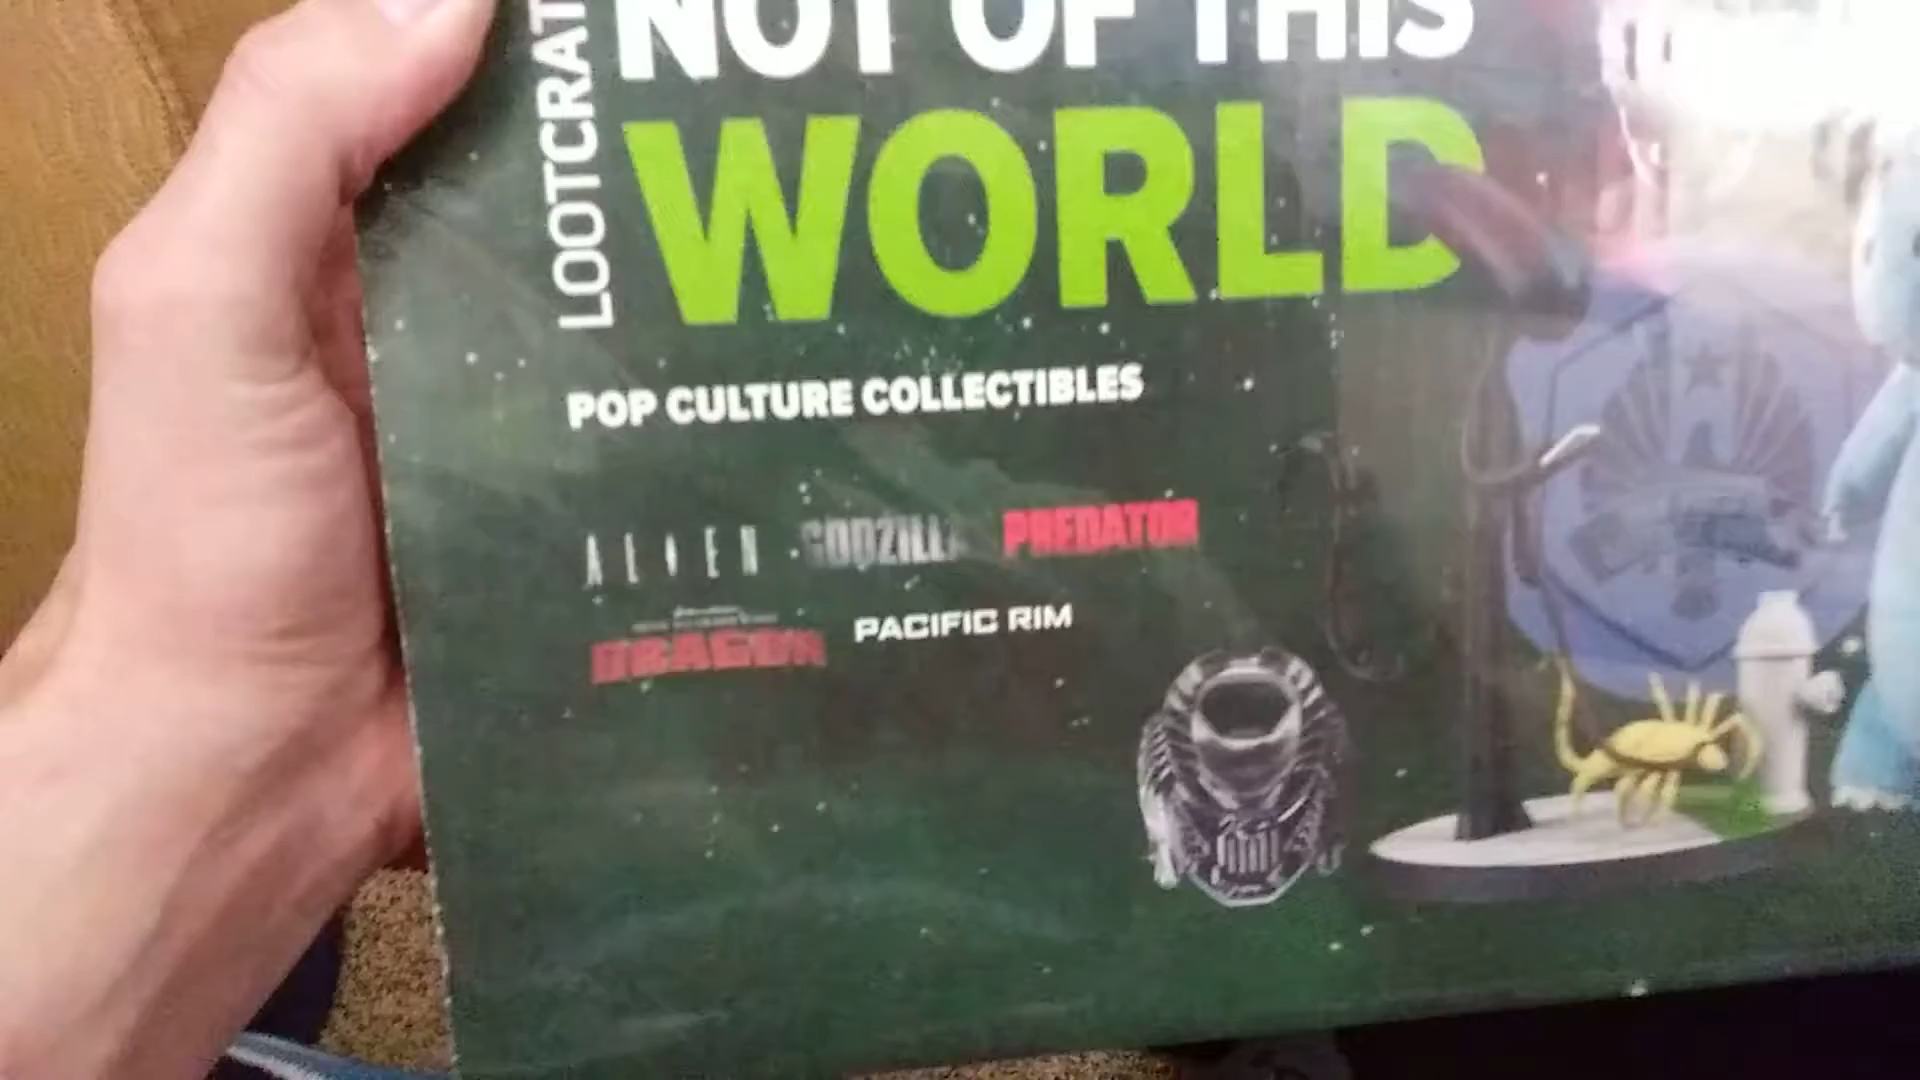 LOOTCRAT
NOT OF THIS
WORLD
POP CULTURE COLLECTIBLES
ALIEN GODZILLA PREDATOR
DRAGON PACIFIC RIM